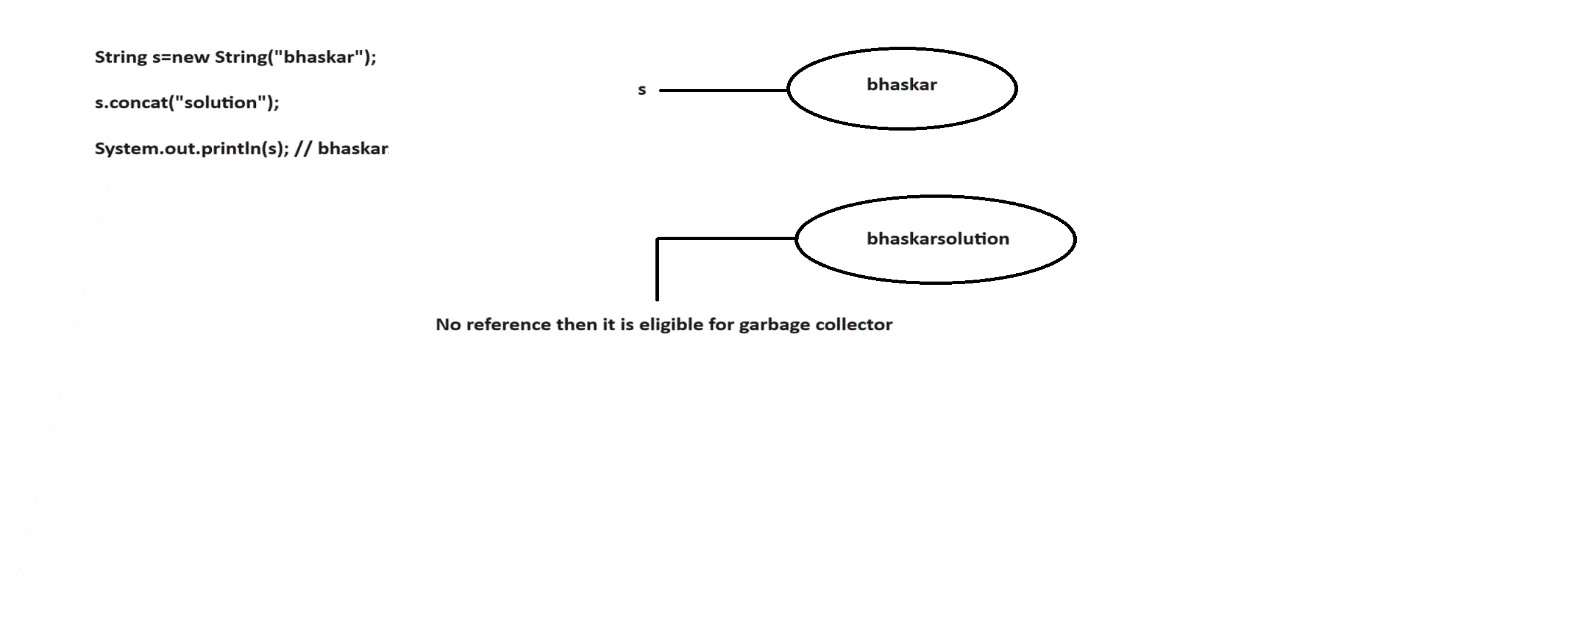 String s=new String("bhaskar");
s.concat("solution");
System.out.println(s); // bhaskar
s
bhaskar
bhaskarsolution
No reference then it is eligible for garbage collector